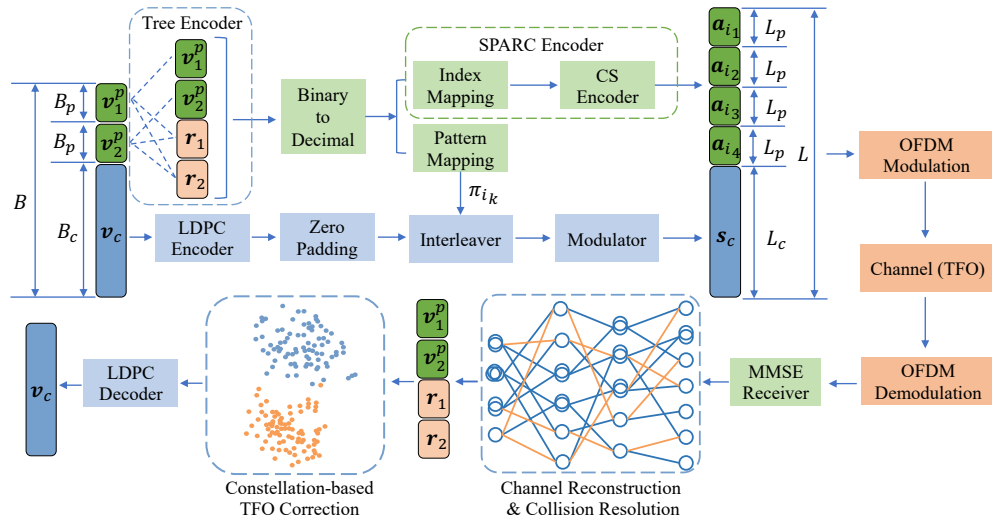 Tree Encoder
v_1^p
v_2^p
r_1
r_2
B_p
B_p
B
B_c
v_1^p
v_2^p
v_c
Binary
to
Decimal
SPARC Encoder
Index
Mapping
CS
Encoder
Pattern
Mapping
π_{i_k}
LDPC
Encoder
Zero
Padding
Interleaver
Modulator
a_{i_1}
a_{i_2}
a_{i_3}
a_{i_4}
s_c
L_p
L_p
L_p
L_p
L_c
L
OFDM
Modulation
Channel (TFO)
OFDM
Demodulation
MMSE
Receiver
Channel Reconstruction
& Collision Resolution
v_1^p
v_2^p
r_1
r_2
Constellation-based
TFO Correction
LDPC
Decoder
v_c